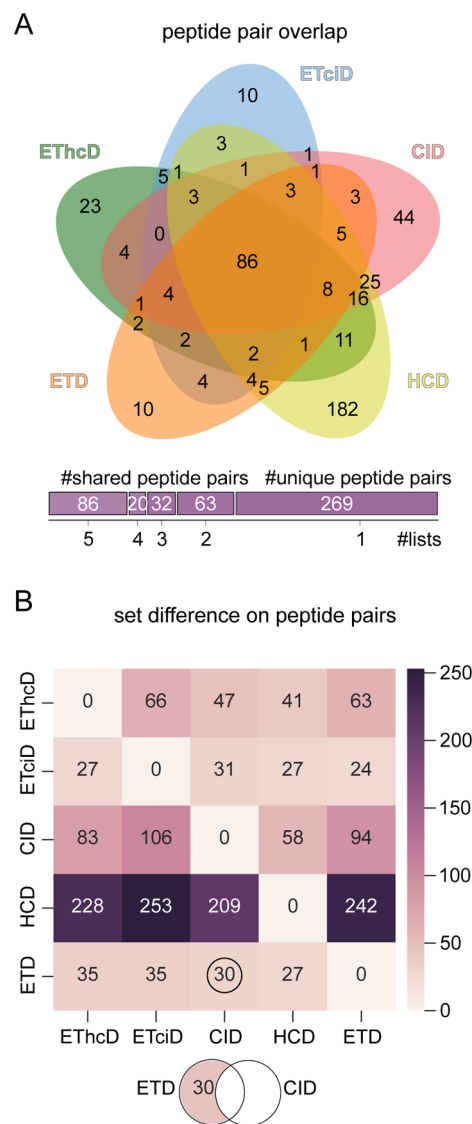 A
peptide pair overlap
ETciD
10
EThcD
CID
3
1
1
5
1
1
3
23
3
3
3
44
0
5
4
86
25
8
16
4
1
2
2
1
11
2
ETD
4
4
5
HCD
10
182
#shared peptide pairs #unique peptide pairs
86 20 32 63 269
5 4 3 2 1 #lists
B
set difference on peptide pairs
EThcD 0 66 47 41 63
ETciD 27 0 31 27 24
CID 83 106 0 58 94
HCD 228 253 209 0 242
ETD 35 35 30 27 0
EThcD ETciD CID HCD ETD
250
200
150
100
50
0
ETD 30 CID